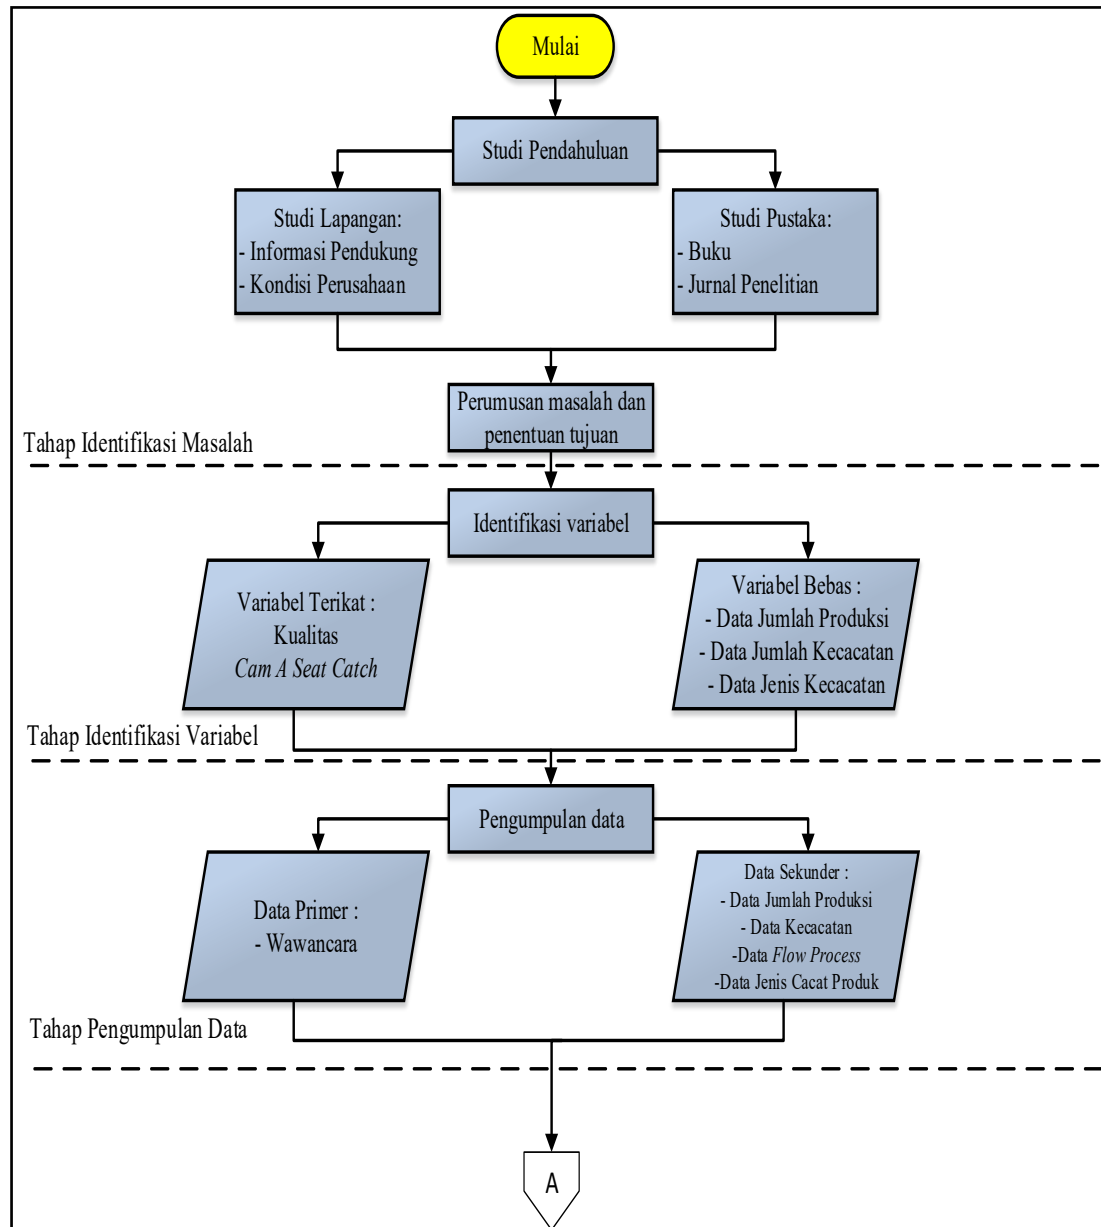 Mulai
Studi Pendahuluan
Studi Lapangan:
- Informasi Pendukung
- Kondisi Perusahaan
Studi Pustaka:
- Buku
- Jurnal Penelitian
Perumusan masalah dan
penentuan tujuan
Tahap Identifikasi Masalah
Identifikasi variabel
Variabel Terikat :
Kualitas
Cam A Seat Catch
Variabel Bebas :
- Data Jumlah Produksi
- Data Jumlah Kecacatan
- Data Jenis Kecacatan
Tahap Identifikasi Variabel
Pengumpulan data
Data Primer :
- Wawancara
Data Sekunder :
- Data Jumlah Produksi
- Data Kecacatan
-Data Flow Process
-Data Jenis Cacat Produk
Tahap Pengumpulan Data
A